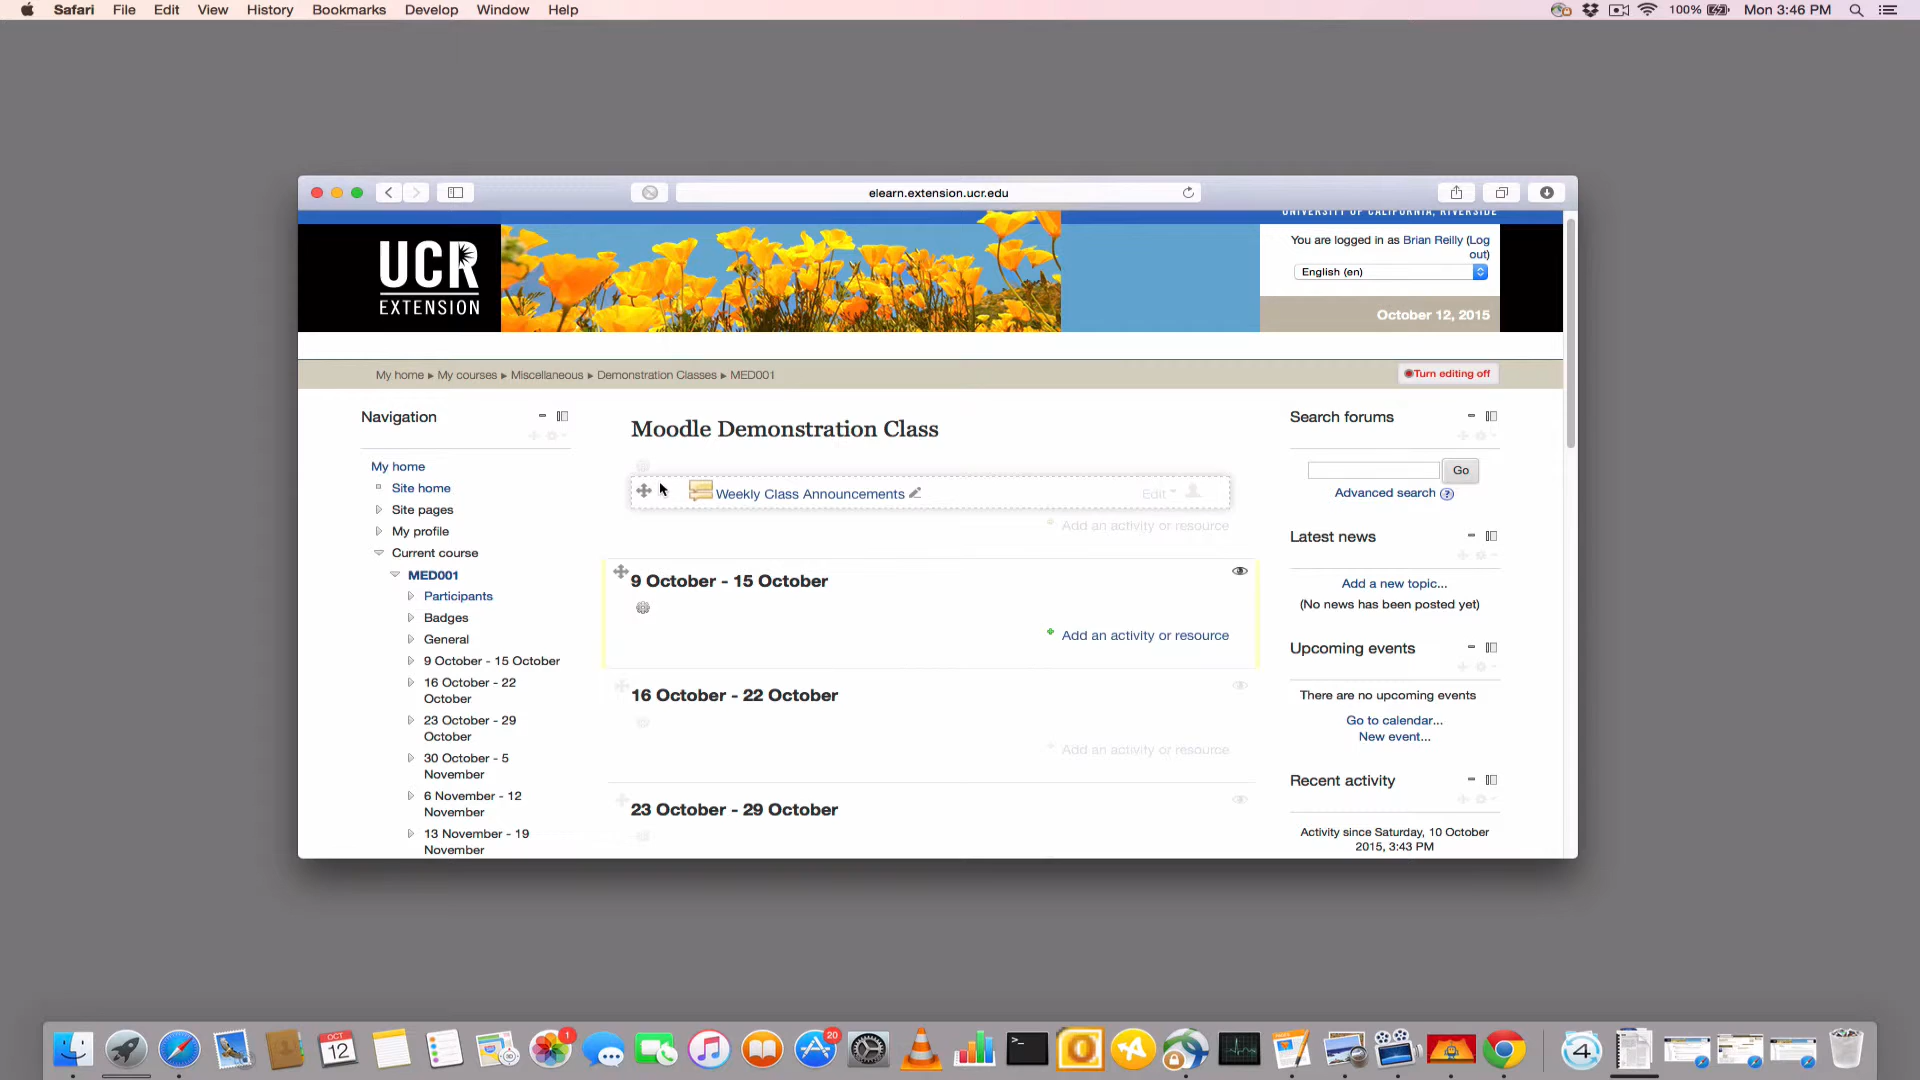 Safari File Edit View History Bookmarks Develop Window Help
100% Mon 3:46 PM
elearn.extension.ucr.edu
UNIVERSITY OF CALIFORNIA, RIVERSIDE
UCR
EXTENSION
You are logged in as Brian Reilly (Log
out)
English (en)
October 12, 2015
My home ▸ My courses ▸ Miscellaneous ▸ Demonstration Classes ▸ MED001
Turn editing off
Navigation
My home
Site home
Site pages
My profile
Current course
MED001
Participants
Badges
General
9 October - 15 October
16 October - 22
October
23 October - 29
October
30 October - 5
November
6 November - 12
November
13 November - 19
November
Moodle Demonstration Class
Weekly Class Announcements
Edit
Add an activity or resource
9 October - 15 October
Add an activity or resource
16 October - 22 October
Add an activity or resource
23 October - 29 October
Search forums
Go
Advanced search
Latest news
Add a new topic...
(No news has been posted yet)
Upcoming events
There are no upcoming events
Go to calendar...
New event...
Recent activity
Activity since Saturday, 10 October
2015, 3:43 PM
OCT
12
1
20
4